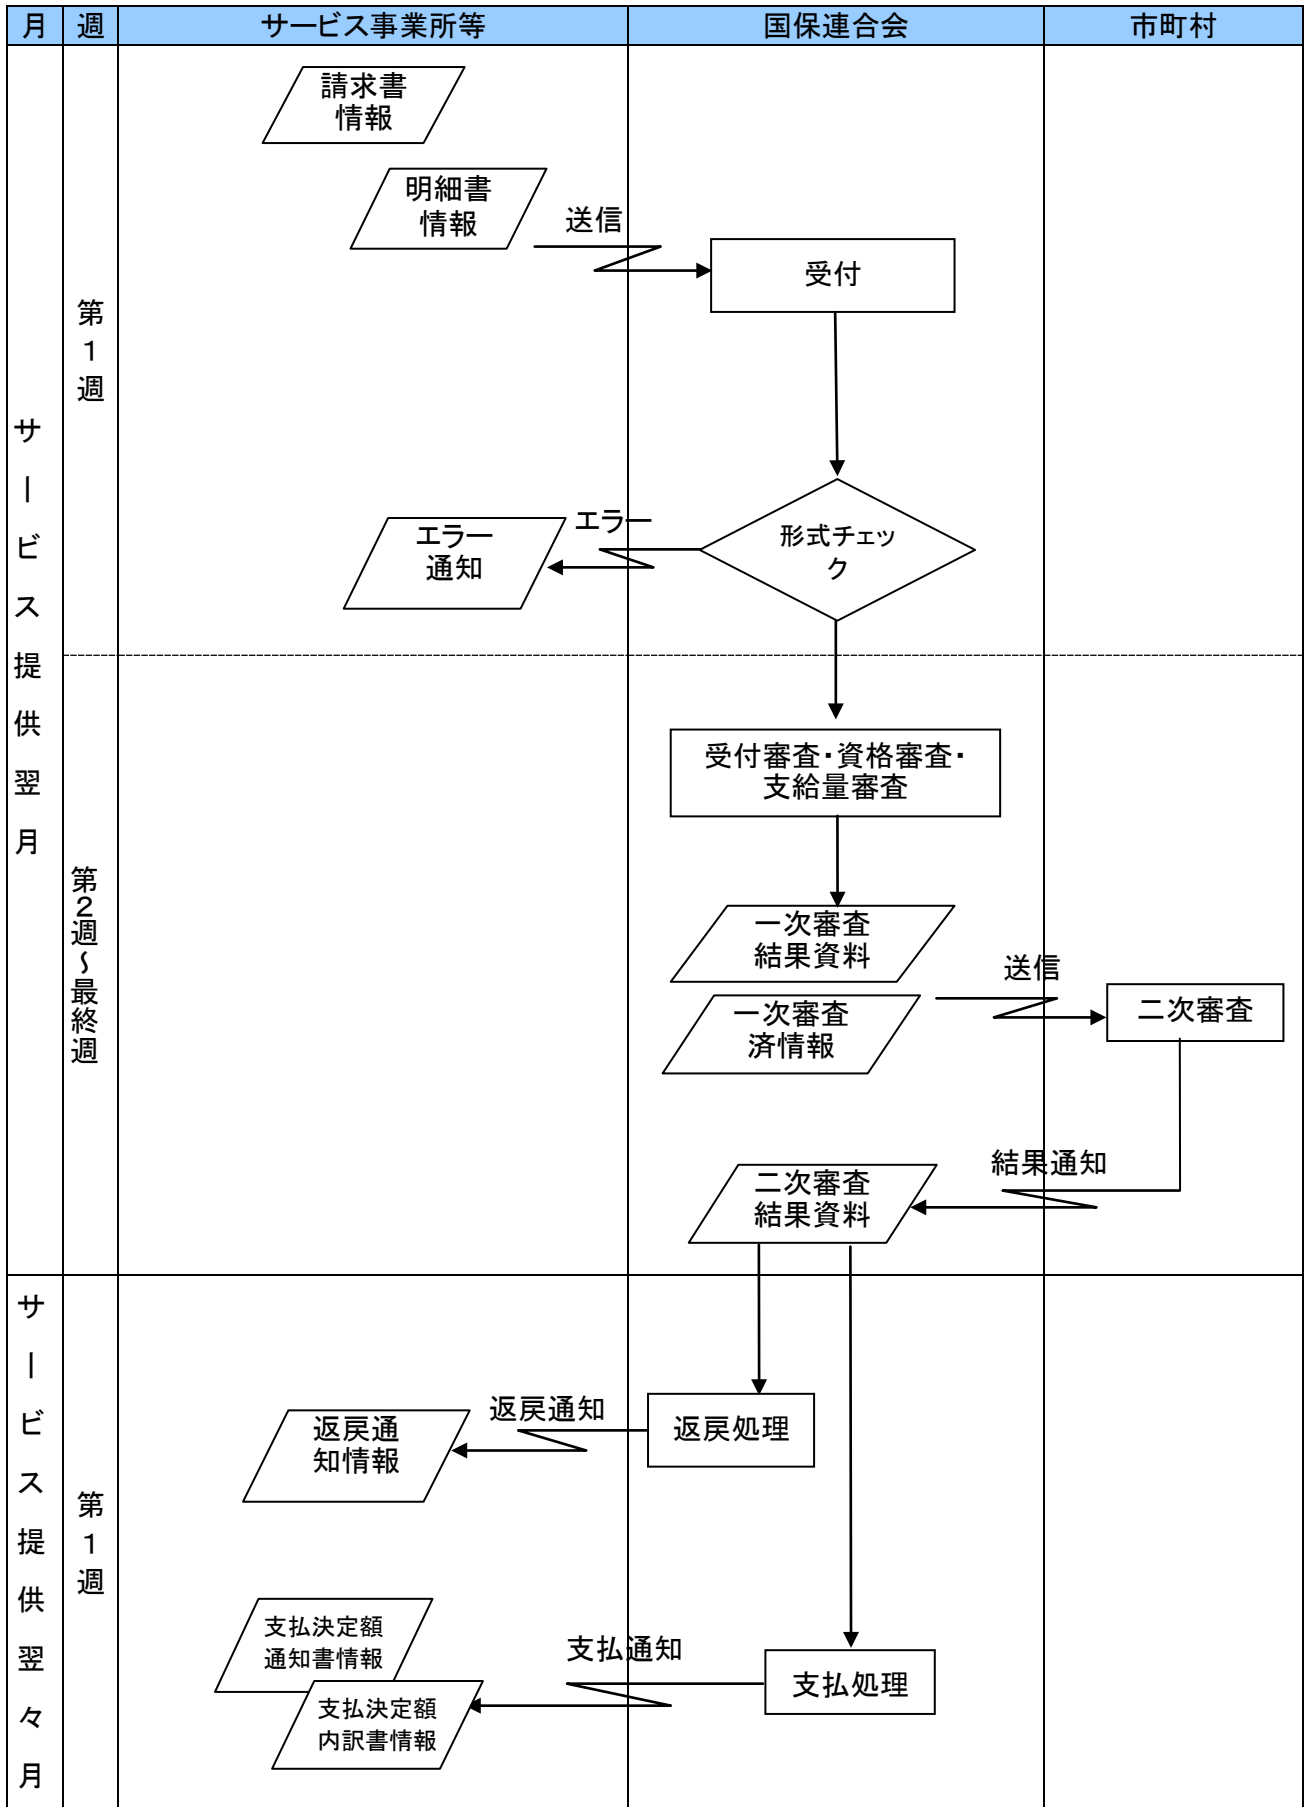 月 週 サービス事業所等 国保連合会 市町村
サービス提供翌月
第1週
請求書
情報
明細書
情報
送信
受付
エラー
通知
エラー
形式チェッ
ク
第2週～最終週
受付審査・資格審査・
支給量審査
一次審査
結果資料
一次審査
済情報
送信
二次審査
結果通知
二次審査
結果資料
サービス提供翌々月
第1週
返戻通
知情報
返戻通知
返戻処理
支払決定額
通知書情報
支払決定額
内訳書情報
支払通知
支払処理